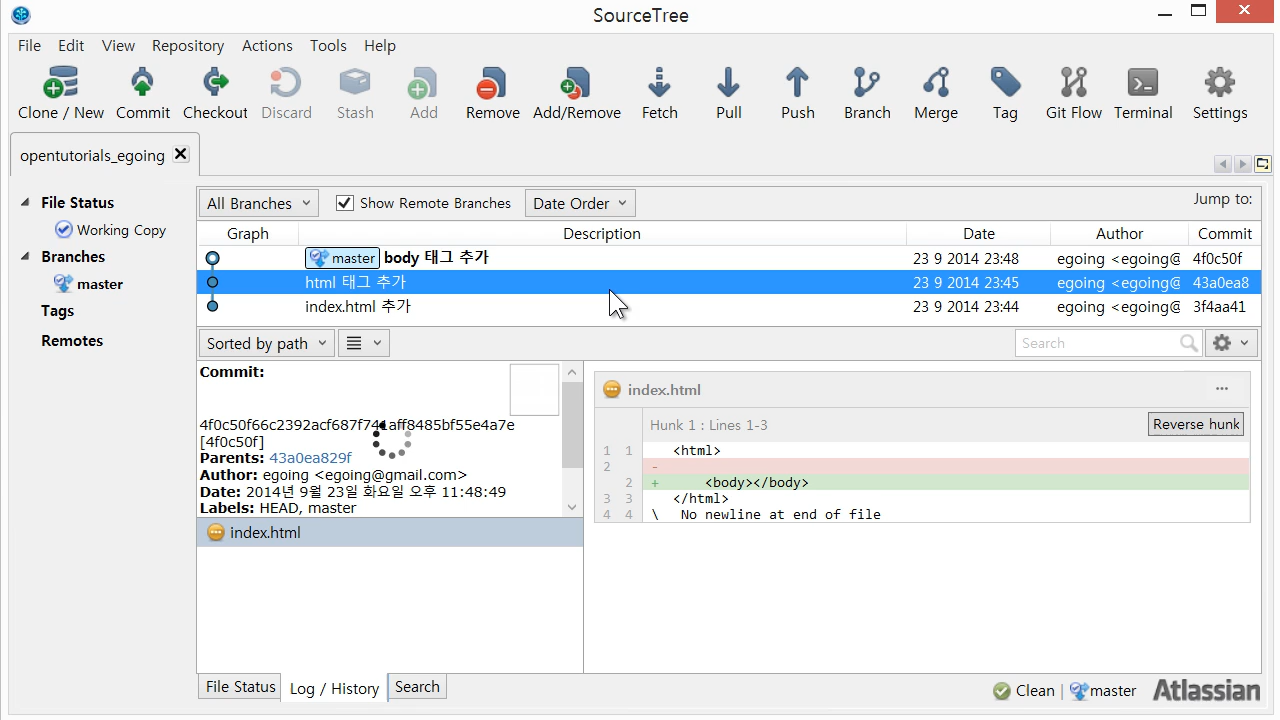 SourceTree
File Edit View Repository Actions Tools Help
Clone / New Commit Checkout Discard Stash Add Remove Add/Remove Fetch Pull Push Branch Merge Tag Git Flow Terminal Settings
opentutorials_egoing
File Status
Working Copy
Branches
master
Tags
Remotes
All Branches Show Remote Branches Date Order Jump to:
Graph Description Date Author Commit
master body 태그 추가 23 9 2014 23:48 egoing <egoing@ 4f0c50f
html 태그 추가 23 9 2014 23:45 egoing <egoing@ 43a0ea8
index.html 추가 23 9 2014 23:44 egoing <egoing@ 3f4aa41
Sorted by path Search
Commit:
4f0c50f66c2392acf687f741aff8485bf55e4a7e
[4f0c50f]
Parents: 43a0ea829f
Author: egoing <egoing@gmail.com>
Date: 2014년 9월 23일 화요일 오후 11:48:49
Labels: HEAD, master
index.html
index.html ...
Hunk 1 : Lines 1-3 Reverse hunk
1 1 <html>
2 -
2 + <body></body>
3 3 </html>
4 4 \ No newline at end of file
File Status Log / History Search
Clean master Atlassian